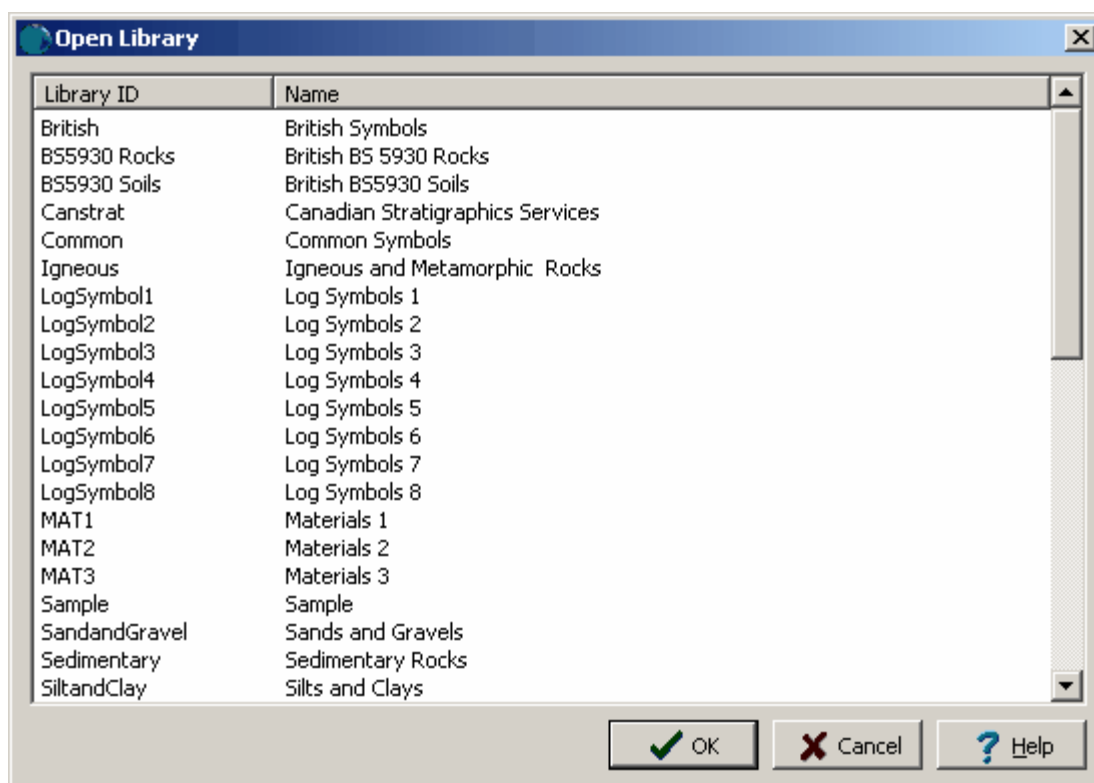 Open Library
Library ID Name
British British Symbols
BS5930 Rocks British BS 5930 Rocks
BS5930 Soils British BS5930 Soils
Canstrat Canadian Stratigraphics Services
Common Common Symbols
Igneous Igneous and Metamorphic  Rocks
LogSymbol1 Log Symbols 1
LogSymbol2 Log Symbols 2
LogSymbol3 Log Symbols 3
LogSymbol4 Log Symbols 4
LogSymbol5 Log Symbols 5
LogSymbol6 Log Symbols 6
LogSymbol7 Log Symbols 7
LogSymbol8 Log Symbols 8
MAT1 Materials 1
MAT2 Materials 2
MAT3 Materials 3
Sample Sample
SandandGravel Sands and Gravels
Sedimentary Sedimentary Rocks
SiltandClay Silts and Clays
OK Cancel Help